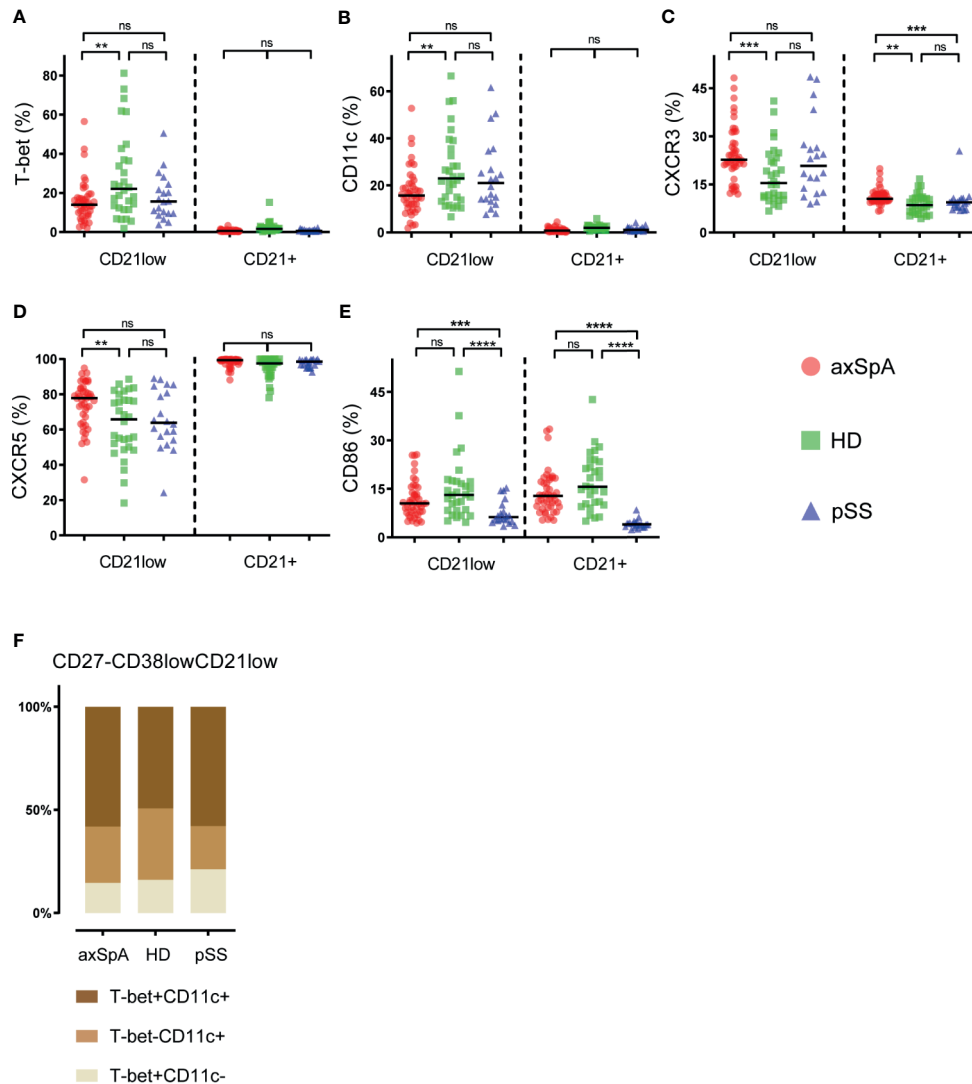 A
T-bet (%)
80
60
40
20
0
ns
**
ns
ns
CD21low
CD21+
B
CD11c (%)
60
40
20
0
ns
**
ns
ns
CD21low
CD21+
C
CXCR3 (%)
45
30
15
0
ns
***
ns
***
**
ns
CD21low
CD21+
D
CXCR5 (%)
100
80
60
40
20
0
ns
**
ns
ns
CD21low
CD21+
E
CD86 (%)
45
30
15
0
***
ns
****
****
ns
****
CD21low
CD21+
axSpA
HD
pSS
F
CD27-CD38lowCD21low
100%
50%
0%
axSpA
HD
pSS
T-bet+CD11c+
T-bet-CD11c+
T-bet+CD11c-